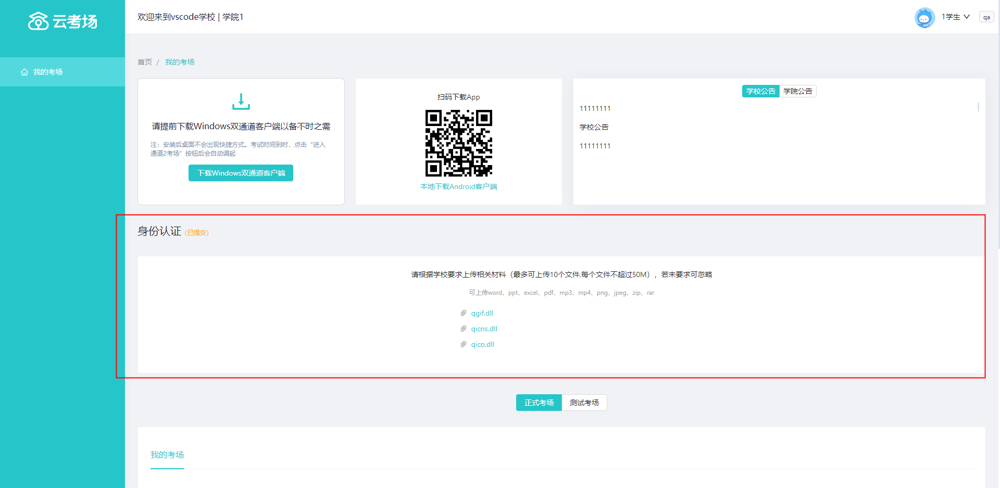 云考场
欢迎来到vscode学校 | 学院1
1学生
qa
我的考场
首页 / 我的考场
请提前下载Windows双通道客户端以备不时之需
注：安装后桌面不会出现快捷方式。考试时间到时，点击“进入
通道2考场”按钮后会自动调起
下载Windows双通道客户端
扫码下载App
本地下载Android客户端
学校公告 学院公告
11111111
学校公告
11111111
身份认证 (已提交)
请根据学校要求上传相关材料（最多可上传10个文件,每个文件不超过50M），若未要求可忽略
可上传word、ppt、excel、pdf、mp3、mp4、png、jpeg、zip、rar
qgif.dll
qicns.dll
qico.dll
正式考场 测试考场
我的考场